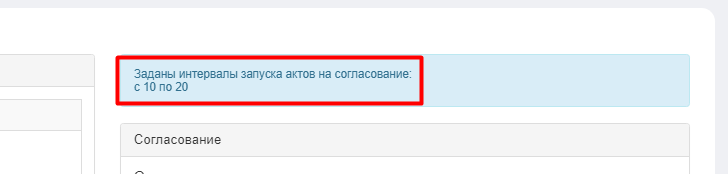 Заданы интервалы запуска актов на согласование:
с 10 по 20
Согласование